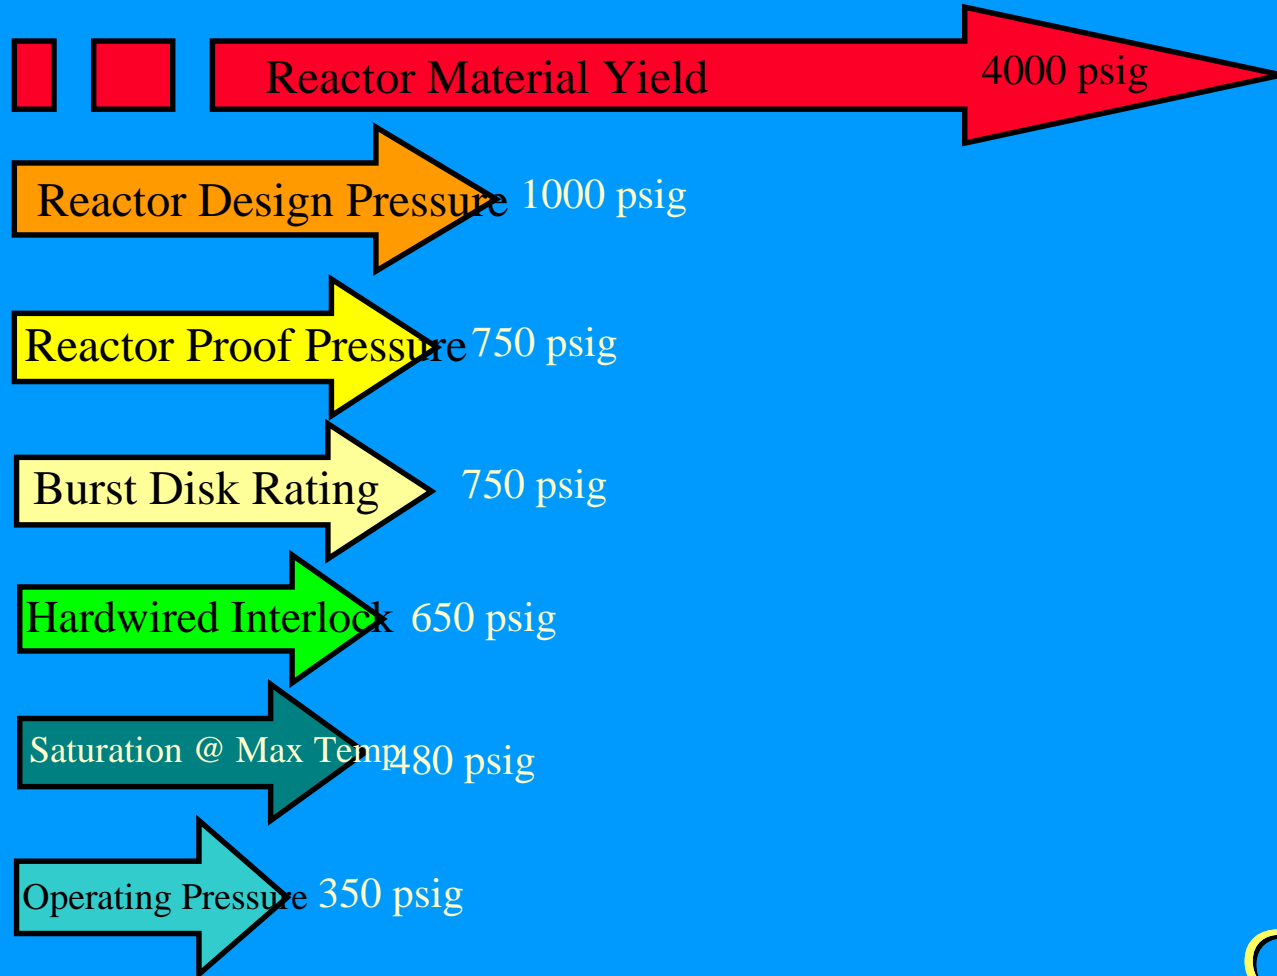 Reactor Material Yield 4000 psig
Reactor Design Pressure 1000 psig
Reactor Proof Pressure 750 psig
Burst Disk Rating 750 psig
Hardwired Interlock 650 psig
Saturation @ Max Temp 480 psig
Operating Pressure 350 psig